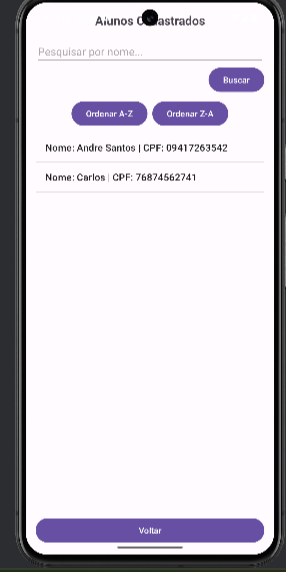 Alunos Cadastrados
Pesquisar por nome...
Buscar
Ordenar A-Z Ordenar Z-A
Nome: Andre Santos | CPF: 09417263542
Nome: Carlos | CPF: 76874562741
Voltar